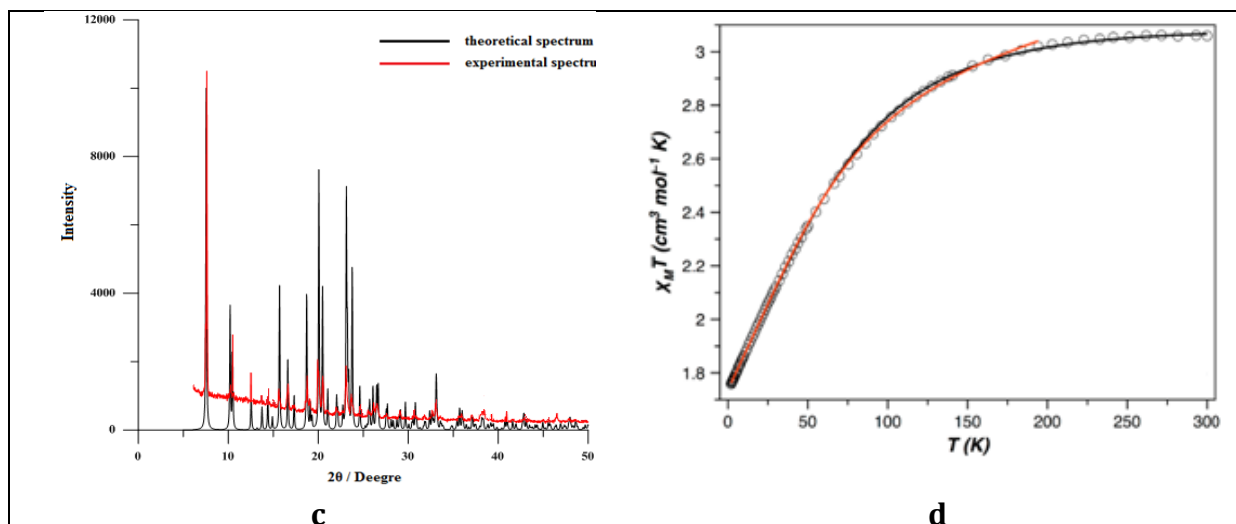 12000
8000
4000
0
Intensity
theoretical spectrum
experimental spectru
0 10 20 30 40 50
2θ / Deegre
c
3
2.8
2.6
2.4
2.2
2
1.8
χMT (cm³ mol⁻¹ K)
0 50 100 150 200 250 300
T (K)
d